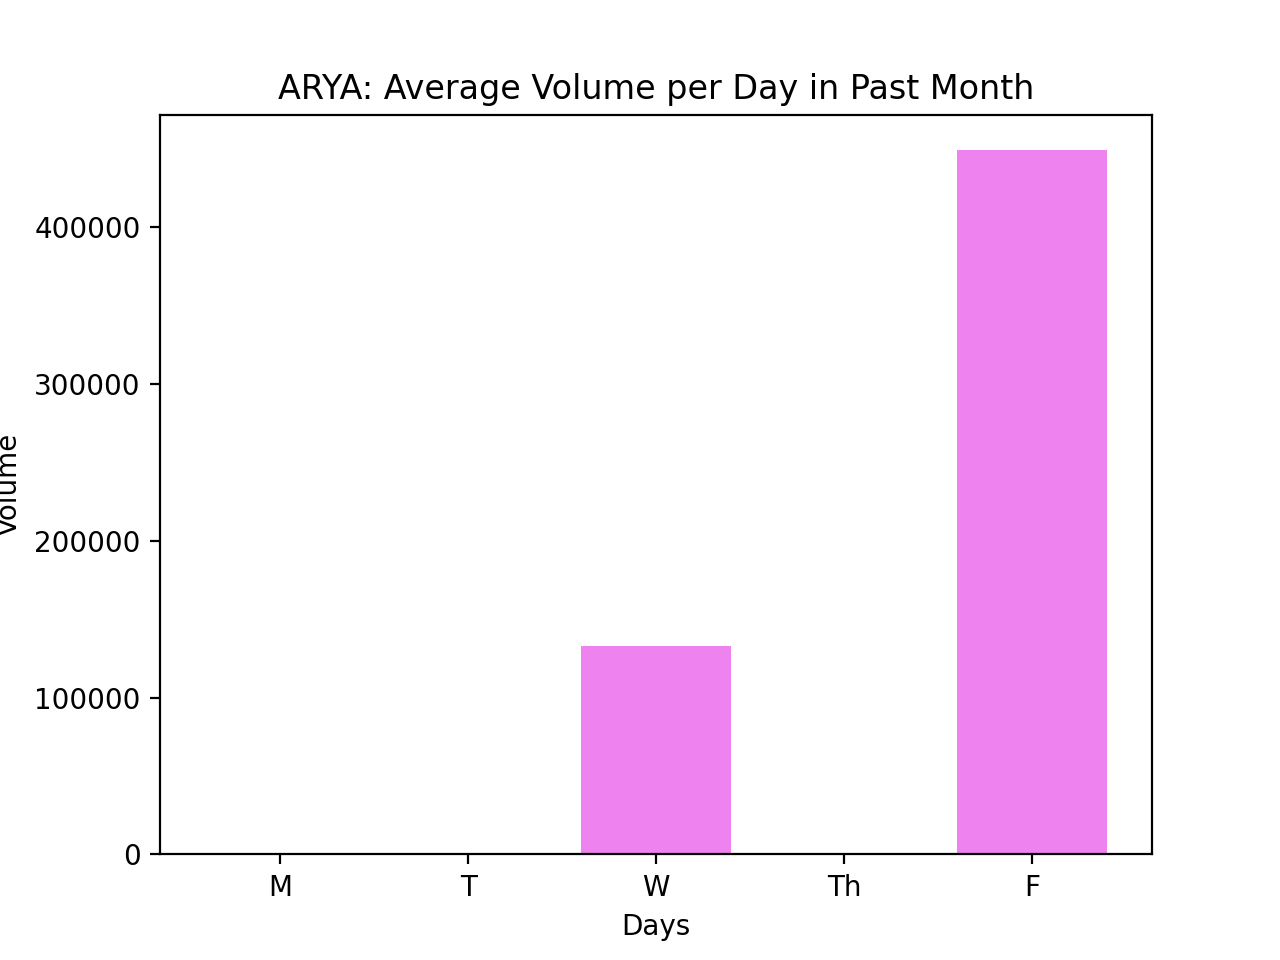 ARYA: Average Volume per Day in Past Month
Volume
400000
300000
200000
100000
0
M T W Th F
Days